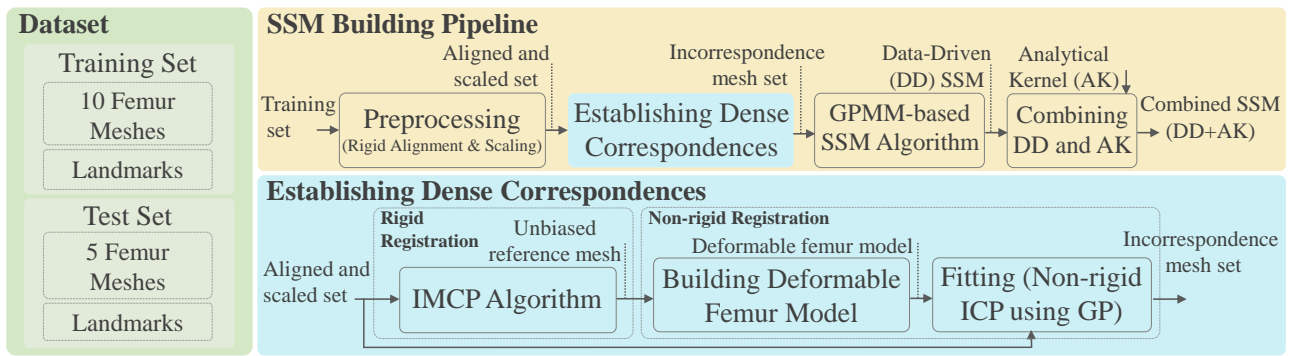 Dataset
Training Set
10 Femur
Meshes
Landmarks
Test Set
5 Femur
Meshes
Landmarks
SSM Building Pipeline
Training
set
Preprocessing
(Rigid Alignment & Scaling)
Aligned and
scaled set
Establishing Dense
Correspondences
Incorrespondence
mesh set
GPMM-based
SSM Algorithm
Data-Driven
(DD) SSM
Analytical
Kernel (AK)
Combining
DD and AK
Combined SSM
(DD+AK)
Establishing Dense Correspondences
Aligned and
scaled set
Rigid
Registration
IMCP Algorithm
Unbiased
reference mesh
Non-rigid Registration
Building Deformable
Femur Model
Deformable femur model
Fitting (Non-rigid
ICP using GP)
Incorrespondence
mesh set